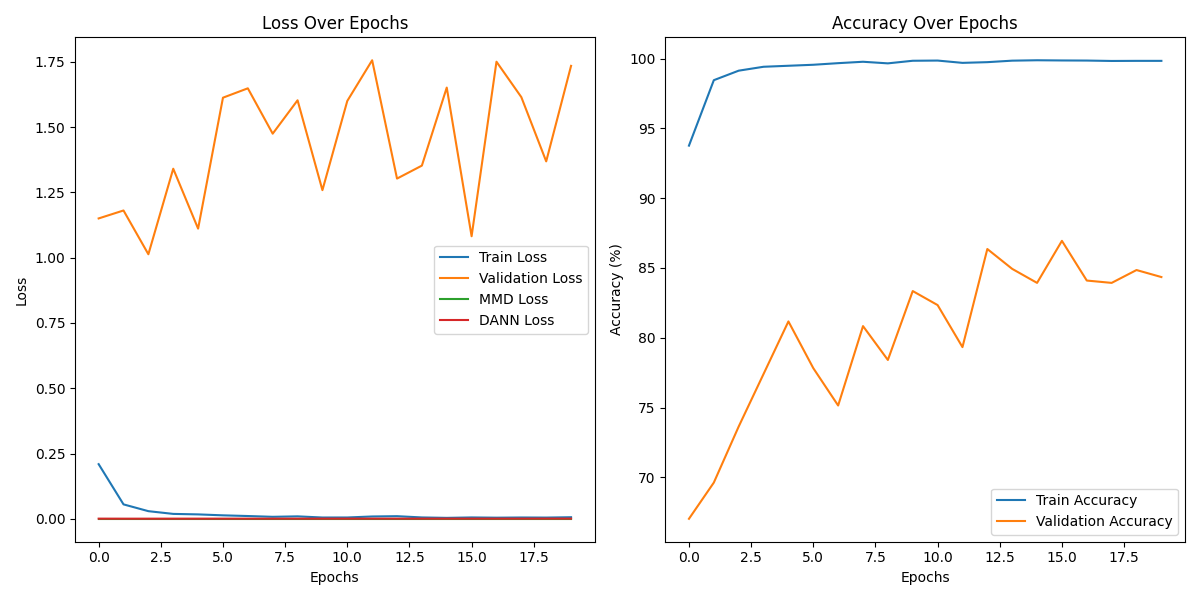 Loss Over Epochs
1.75
1.50
1.25
1.00
0.75
0.50
0.25
0.00
Loss
Train Loss
Validation Loss
MMD Loss
DANN Loss
0.0 2.5 5.0 7.5 10.0 12.5 15.0 17.5
Epochs
Accuracy Over Epochs
100
95
90
85
80
75
70
Accuracy (%)
Train Accuracy
Validation Accuracy
0.0 2.5 5.0 7.5 10.0 12.5 15.0 17.5
Epochs